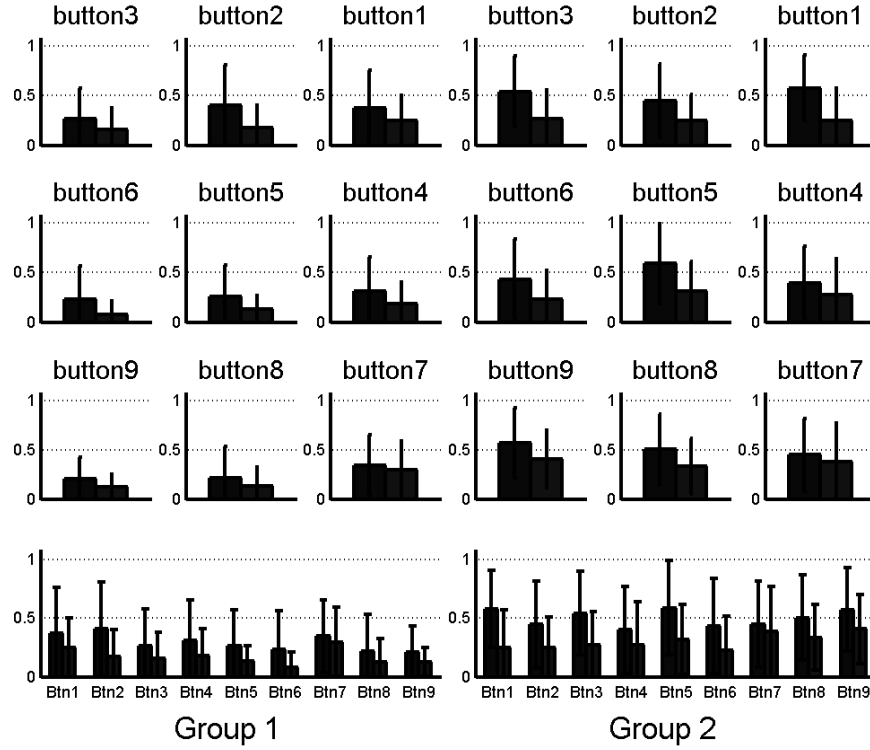 button3 button2 button1 button3 button2 button1
1 1 1 1 1 1
0.5 0.5 0.5 0.5 0.5 0.5
0 0 0 0 0 0
button6 button5 button4 button6 button5 button4
1 1 1 1 1 1
0.5 0.5 0.5 0.5 0.5 0.5
0 0 0 0 0 0
button9 button8 button7 button9 button8 button7
1 1 1 1 1 1
0.5 0.5 0.5 0.5 0.5 0.5
0 0 0 0 0 0
1 1
0.5 0.5
0 0
Btn1 Btn2 Btn3 Btn4 Btn5 Btn6 Btn7 Btn8 Btn9 Btn1 Btn2 Btn3 Btn4 Btn5 Btn6 Btn7 Btn8 Btn9
Group 1 Group 2